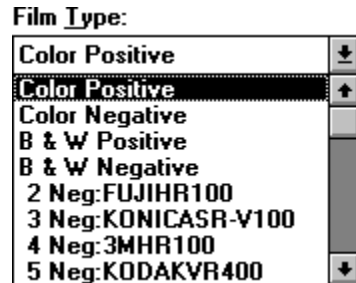 Film Type:
Color Positive
Color Positive
Color Negative
B & W Positive
B & W Negative
2 Neg:FUJIHR100
3 Neg:KONICASR-V100
4 Neg:3MHR100
5 Neg:KODAKVR400